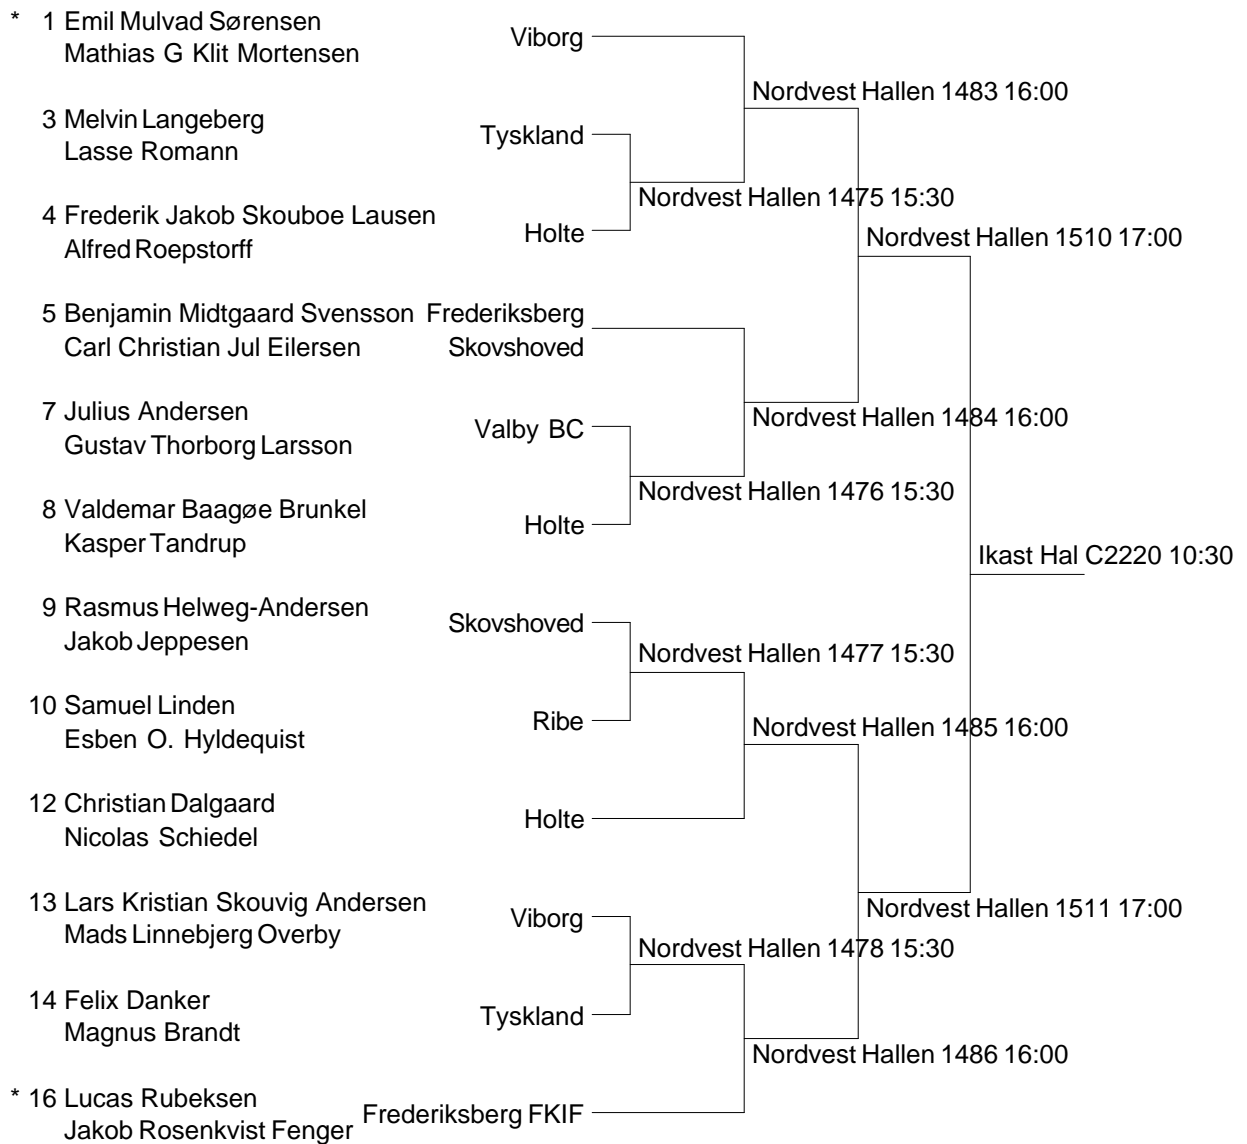 * 1 Emil Mulvad Sørensen Viborg
Mathias G Klit Mortensen
Nordvest Hallen 1483 16:00
3 Melvin Langeberg Tyskland
Lasse Romann
Nordvest Hallen 1475 15:30
4 Frederik Jakob Skouboe Lausen Holte
Alfred Roepstorff
Nordvest Hallen 1510 17:00
5 Benjamin Midtgaard Svensson Frederiksberg
Carl Christian Jul Eilersen Skovshoved
7 Julius Andersen Valby BC
Gustav Thorborg Larsson
Nordvest Hallen 1484 16:00
Nordvest Hallen 1476 15:30
8 Valdemar Baagøe Brunkel Holte
Kasper Tandrup
Ikast Hal C2220 10:30
9 Rasmus Helweg-Andersen Skovshoved
Jakob Jeppesen
Nordvest Hallen 1477 15:30
10 Samuel Linden Ribe
Esben O. Hyldequist
Nordvest Hallen 1485 16:00
12 Christian Dalgaard Holte
Nicolas Schiedel
13 Lars Kristian Skouvig Andersen Viborg
Mads Linnebjerg Overby
Nordvest Hallen 1511 17:00
Nordvest Hallen 1478 15:30
14 Felix Danker Tyskland
Magnus Brandt
Nordvest Hallen 1486 16:00
* 16 Lucas Rubeksen Frederiksberg FKIF
Jakob Rosenkvist Fenger